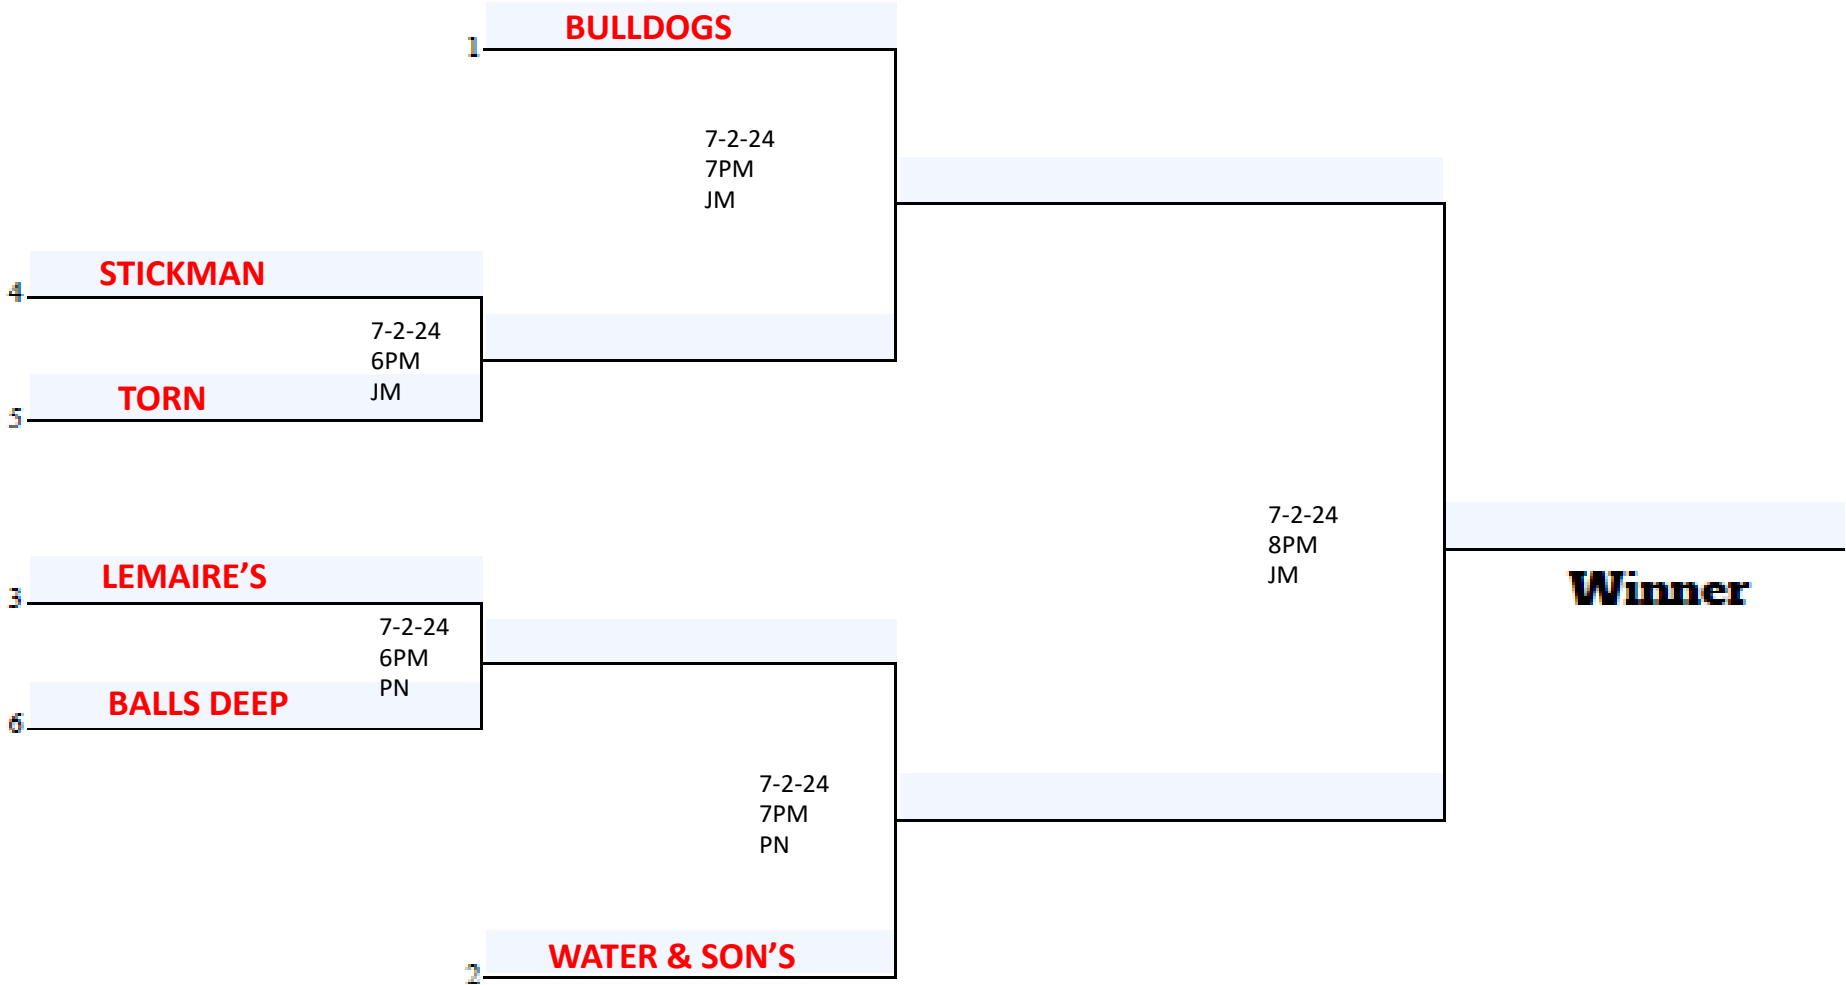 BULLDOGS
1
7-2-24
7PM
JM
STICKMAN
4
7-2-24
6PM
JM
TORN
5
LEMAIRE’S
3
7-2-24
6PM
PN
BALLS DEEP
6
7-2-24
7PM
PN
WATER & SON’S
2
7-2-24
8PM
JM
Winner